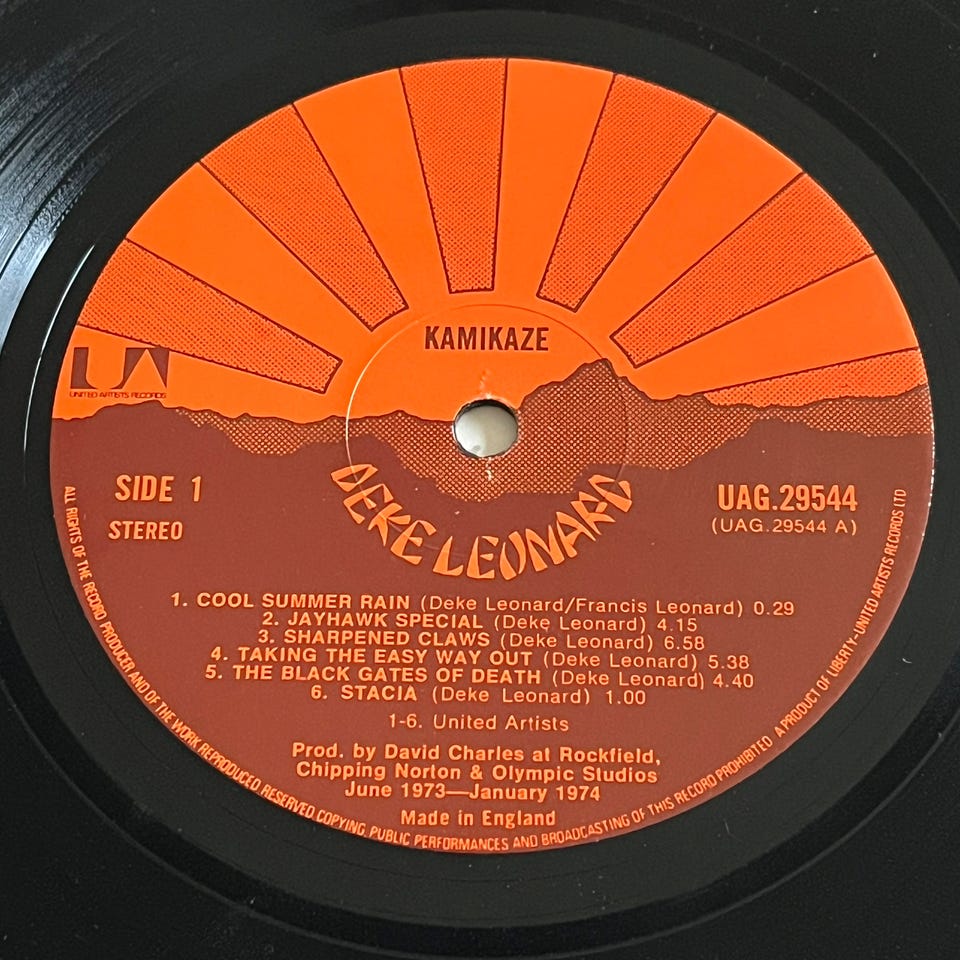 KAMIKAZE
UA
UNITED ARTISTS RECORDS
SIDE 1
STEREO
DEKE LEONARD
UAG.29544
(UAG.29544 A)
1. COOL SUMMER RAIN (Deke Leonard/Francis Leonard) 0.29
2. JAYHAWK SPECIAL (Deke Leonard) 4.15
3. SHARPENED CLAWS (Deke Leonard) 6.58
4. TAKING THE EASY WAY OUT (Deke Leonard) 5.38
5. THE BLACK GATES OF DEATH (Deke Leonard) 4.40
6. STACIA (Deke Leonard) 1.00
1-6. United Artists
Prod. by David Charles at Rockfield,
Chipping Norton & Olympic Studios
June 1973—January 1974
Made in England
ALL RIGHTS OF THE RECORD PRODUCER AND OF THE WORK REPRODUCED RESERVED. COPYING, PUBLIC PERFORMANCES AND BROADCASTING OF THIS RECORD PROHIBITED A PRODUCT OF LIBERTY-UNITED ARTISTS RECORDS LTD